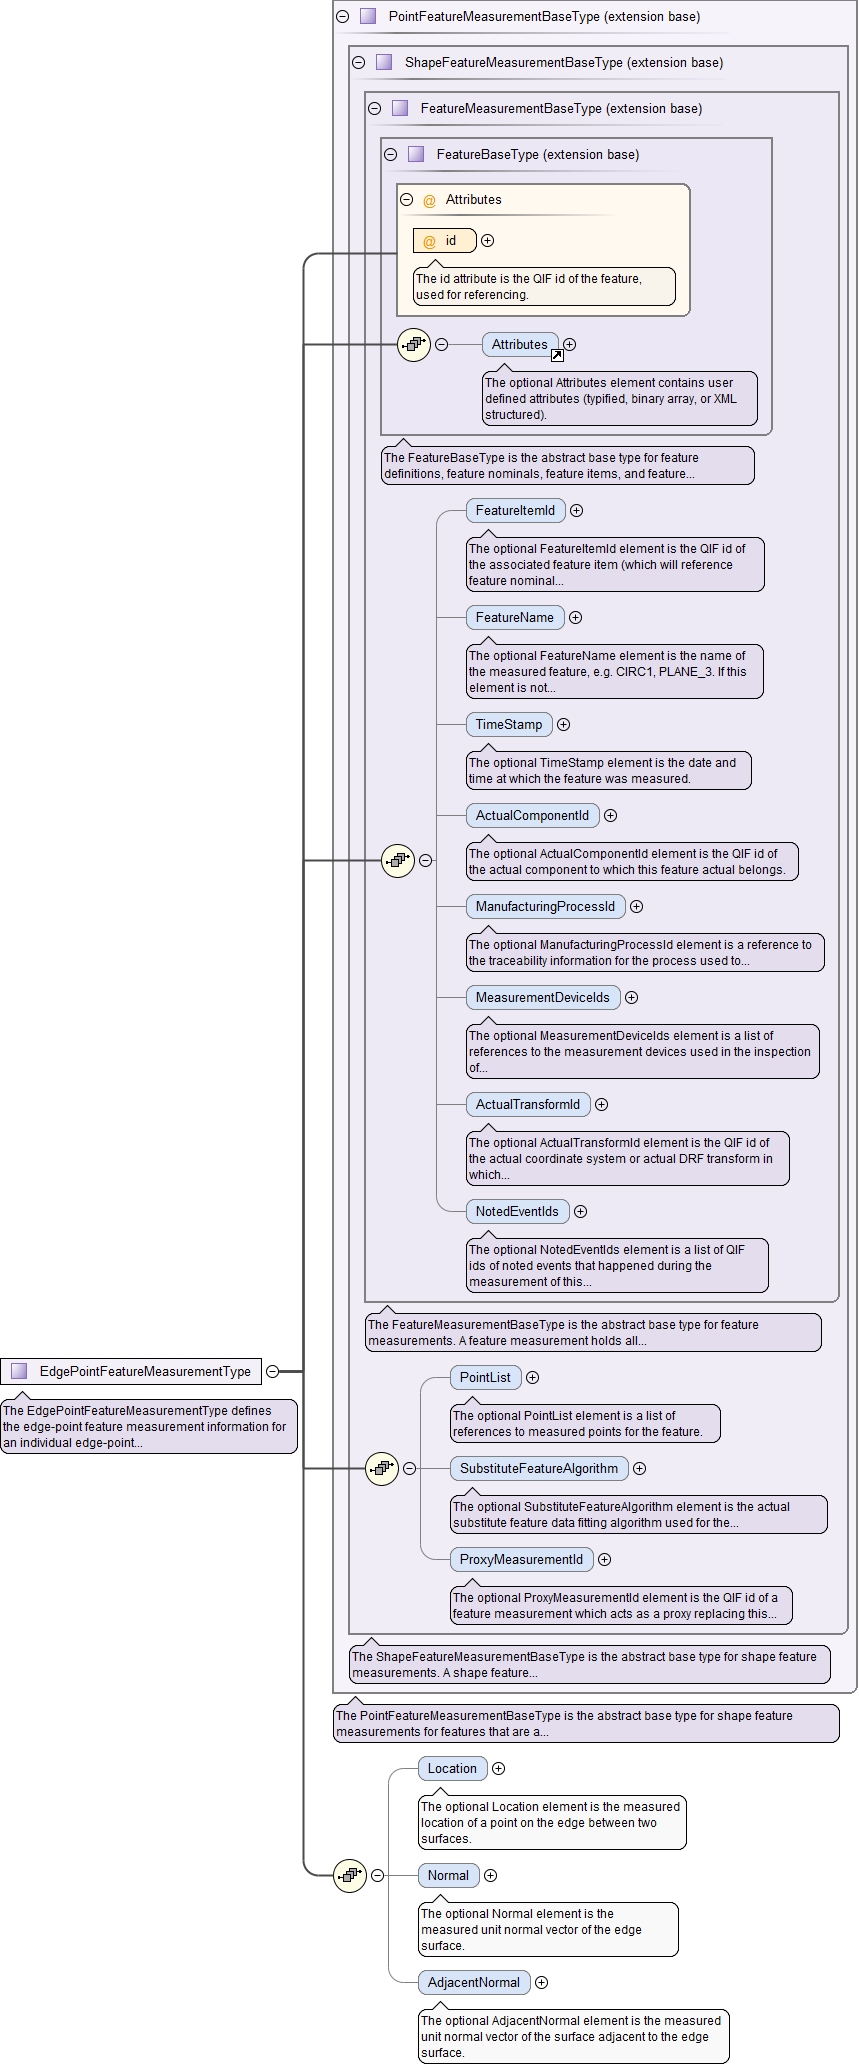 PointFeatureMeasurementBaseType (extension base)
ShapeFeatureMeasurementBaseType (extension base)
FeatureMeasurementBaseType (extension base)
FeatureBaseType (extension base)
@ Attributes
@ id
The id attribute is the QIF id of the feature,
used for referencing.
Attributes
The optional Attributes element contains user
defined attributes (typified, binary array, or XML
structured).
The FeatureBaseType is the abstract base type for feature
definitions, feature nominals, feature items, and feature...
FeatureItemId
The optional FeatureItemId element is the QIF id of
the associated feature item (which will reference
feature nominal...
FeatureName
The optional FeatureName element is the name of
the measured feature, e.g. CIRC1, PLANE_3. If this
element is not...
TimeStamp
The optional TimeStamp element is the date and
time at which the feature was measured.
ActualComponentId
The optional ActualComponentId element is the QIF id of
the actual component to which this feature actual belongs.
ManufacturingProcessId
The optional ManufacturingProcessId element is a reference to
the traceability information for the process used to...
MeasurementDeviceIds
The optional MeasurementDeviceIds element is a list of
references to the measurement devices used in the inspection
of...
ActualTransformId
The optional ActualTransformId element is the QIF id of
the actual coordinate system or actual DRF transform in
which...
NotedEventIds
The optional NotedEventIds element is a list of QIF
ids of noted events that happened during the
measurement of this...
The FeatureMeasurementBaseType is the abstract base type for feature
measurements. A feature measurement holds all...
EdgePointFeatureMeasurementType
The EdgePointFeatureMeasurementType defines
the edge-point feature measurement information for
an individual edge-point...
PointList
The optional PointList element is a list of
references to measured points for the feature.
SubstituteFeatureAlgorithm
The optional SubstituteFeatureAlgorithm element is the actual
substitute feature data fitting algorithm used for the...
ProxyMeasurementId
The optional ProxyMeasurementId element is the QIF id of a
feature measurement which acts as a proxy replacing this...
The ShapeFeatureMeasurementBaseType is the abstract base type for shape feature
measurements. A shape feature...
The PointFeatureMeasurementBaseType is the abstract base type for shape feature
measurements for features that are a...
Location
The optional Location element is the measured
location of a point on the edge between two
surfaces.
Normal
The optional Normal element is the
measured unit normal vector of the edge
surface.
AdjacentNormal
The optional AdjacentNormal element is the measured
unit normal vector of the surface adjacent to the edge
surface.